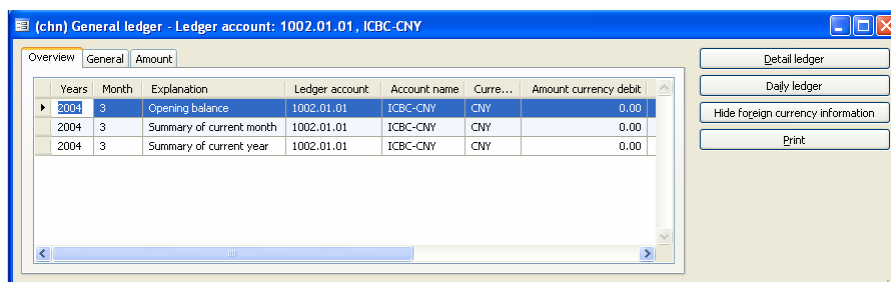 (chn) General ledger - Ledger account: 1002.01.01, ICBC-CNY
Overview General Amount
Years Month Explanation Ledger account Account name Curre... Amount currency debit
2004 3 Opening balance 1002.01.01 ICBC-CNY CNY 0.00
2004 3 Summary of current month 1002.01.01 ICBC-CNY CNY 0.00
2004 3 Summary of current year 1002.01.01 ICBC-CNY CNY 0.00
Detail ledger
Daily ledger
Hide foreign currency information
Print